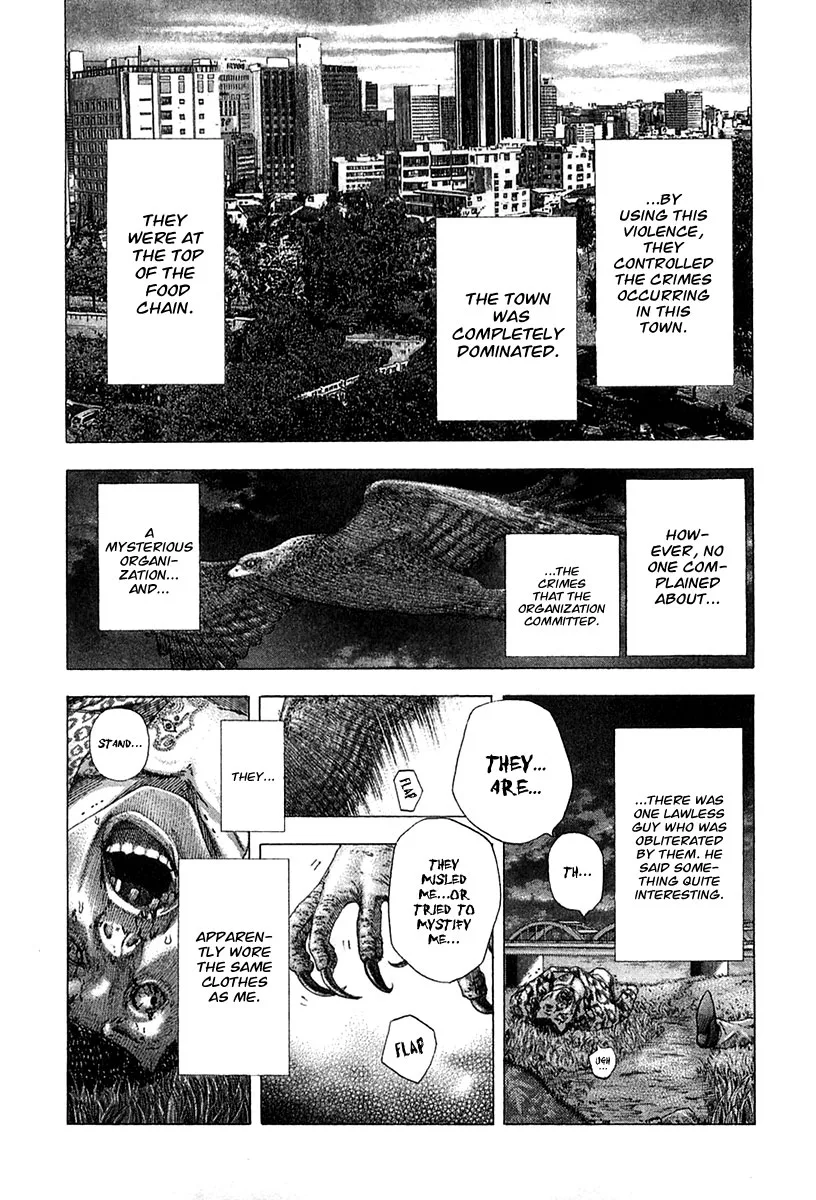 ...BY
USING THIS
VIOLENCE,
THEY
CONTROLLED
THE CRIMES
OCCURRING
IN THIS
TOWN.
THE TOWN
WAS
COMPLETELY
DOMINATED.
THEY
WERE AT
THE TOP
OF THE
FOOD
CHAIN.
HOW-
EVER, NO
ONE COM-
PLAINED
ABOUT...
...THE
CRIMES
THAT THE
ORGANIZATION
COMMITTED.
A
MYSTERIOUS
ORGANI-
ZATION...
AND...
...THERE WAS
ONE LAWLESS
GUY WHO WAS
OBLITERATED
BY THEM. HE
SAID SOME-
THING QUITE
INTERESTING.
TH...
UGH
...
THEY...
ARE...
FLAP
THEY
MISLED
ME...OR
TRIED TO
MYSTIFY
ME...
FLAP
THEY...
STAND...
APPAREN-
TLY WORE
THE SAME
CLOTHES
AS ME.